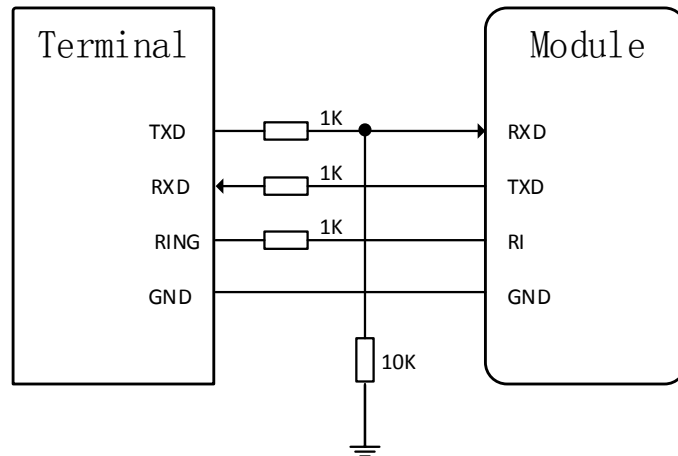 Terminal Module
1K
TXD RXD
1K
RXD TXD
1K
RING RI
GND GND
10K